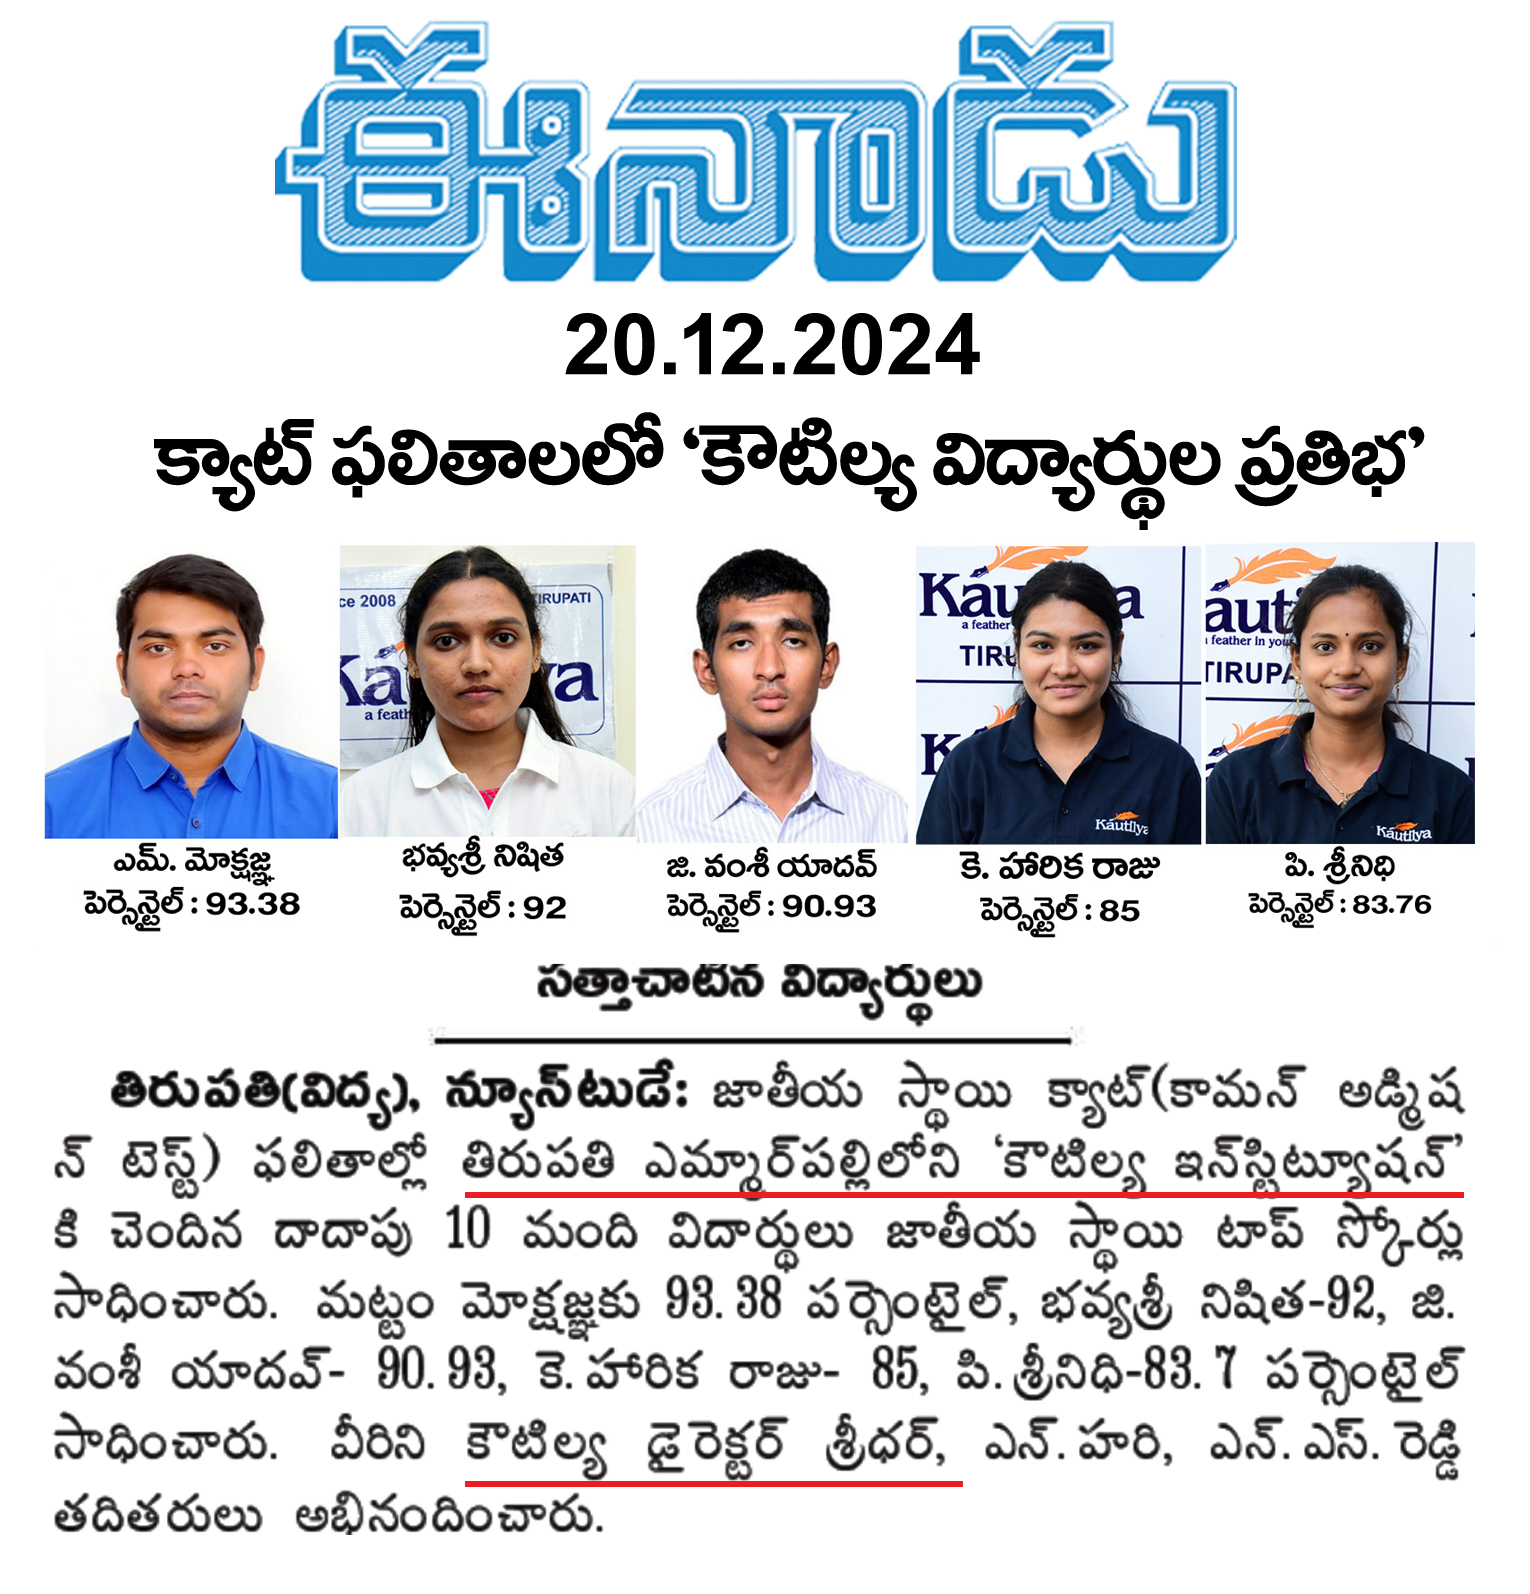 ఈనాడు
20.12.2024
క్యాట్ ఫలితాలలో ‘కౌటిల్య విద్యార్థుల ప్రతిభ’
ce 2008 TIRUPATI
Ka ya
a feath
Kau a
a feather
TIRU
K
auti
a feather in you
TIRUPA
Kautilya
Kautilya
ఎమ్. మోక్షజ్ఞ
పెర్సెన్టైల్ : 93.38
భవ్యశ్రీ నిషిత
పెర్సెన్టైల్ : 92
జి. వంశీ యాదవ్
పెర్సెన్టైల్ : 90.93
కె. హారిక రాజు
పెర్సెన్టైల్ : 85
పి. శ్రీనిధి
పెర్సెన్టైల్ : 83.76
సత్తాచాటిన విద్యార్థులు
తిరుపతి(విద్య), న్యూస్‌టుడే: జాతీయ స్థాయి క్యాట్(కామన్ అడ్మిష
న్ టెస్ట్) ఫలితాల్లో తిరుపతి ఎమ్మార్‌పల్లిలోని ‘కౌటిల్య ఇన్‌స్టిట్యూషన్’
కి చెందిన దాదాపు 10 మంది విదార్థులు జాతీయ స్థాయి టాప్ స్కోర్లు
సాధించారు. మట్టం మోక్షజ్ఞకు 93.38 పర్సెంటైల్, భవ్యశ్రీ నిషిత-92, జి.
వంశీ యాదవ్- 90.93, కె.హారిక రాజు- 85, పి.శ్రీనిధి-83.7 పర్సెంటైల్
సాధించారు. వీరిని కౌటిల్య డైరెక్టర్ శ్రీధర్, ఎన్.హరి, ఎన్.ఎస్.రెడ్డి
తదితరులు అభినందించారు.